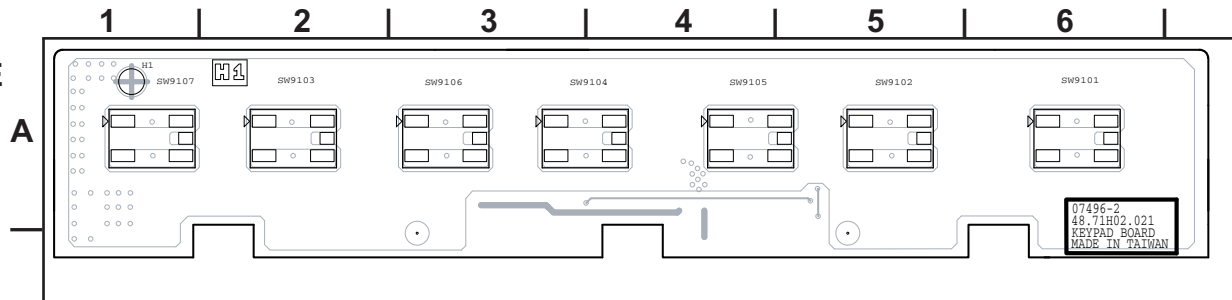 1 2 3 4 5 6
E
A
H1
SW9107
H1
SW9103
SW9106
SW9104
SW9105
SW9102
SW9101
07496-2
48.71H02.021
KEYPAD BOARD
MADE IN TAIWAN